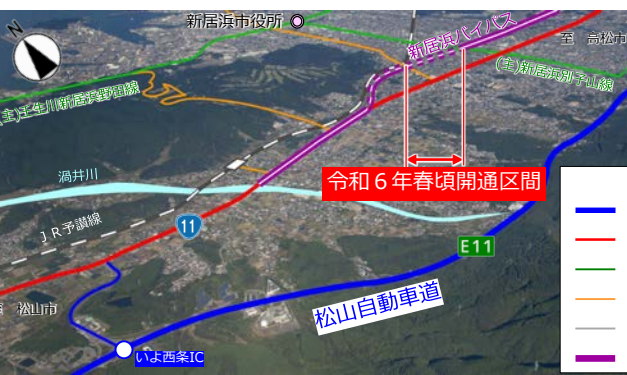 N
新居浜市役所
新居浜バイパス
至 高松市
(主)新居浜別子山線
(主)壬生川新居浜野田線
渦井川
令和６年春頃開通区間
ＪＲ予讃線
11
E11
至 松山市
松山自動車道
いよ西条IC